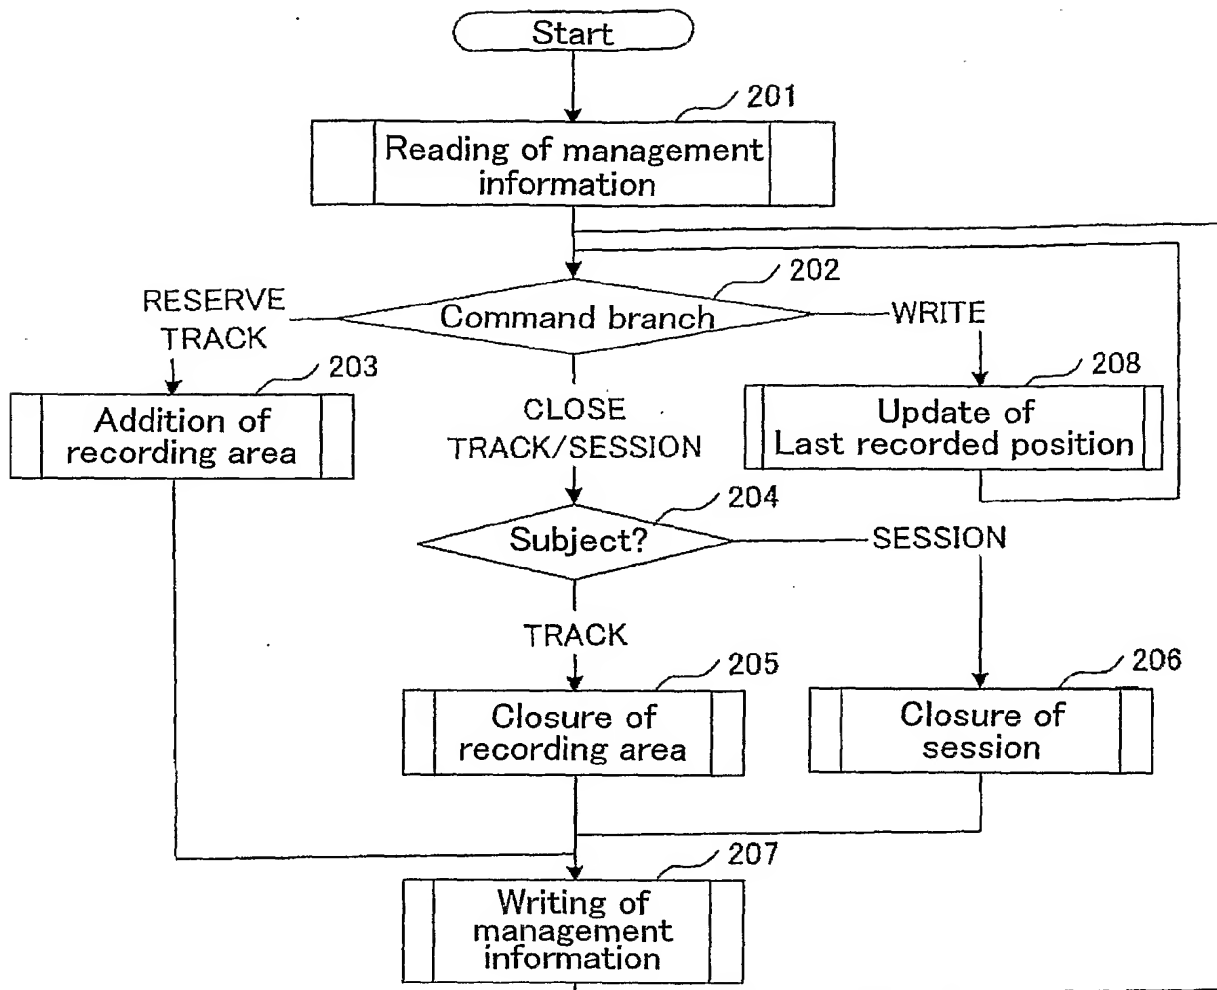 Start
201
Reading of management
information
202
Command branch
RESERVE
TRACK
WRITE
203
Addition of
recording area
CLOSE
TRACK/SESSION
208
Update of
Last recorded position
204
Subject?
SESSION
TRACK
205
Closure of
recording area
206
Closure of
session
207
Writing of
management
information